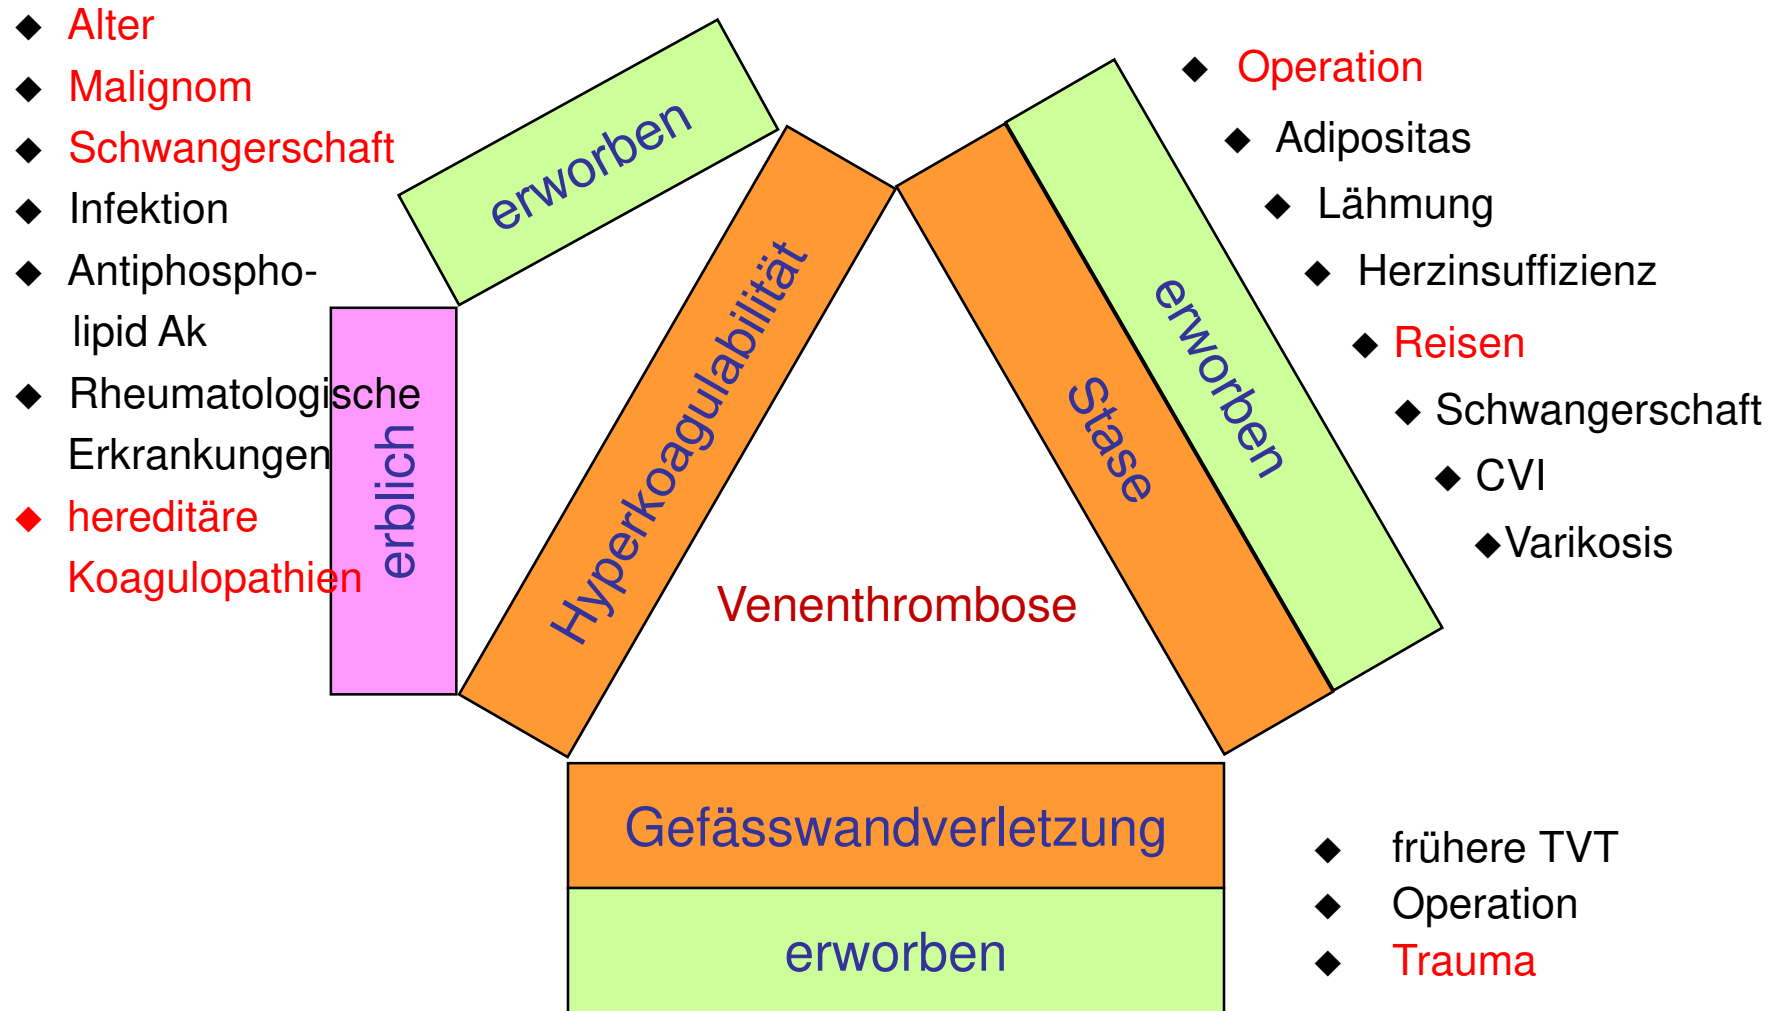 ◆ Alter
◆ Malignom
◆ Schwangerschaft
◆ Infektion
◆ Antiphospho-
lipid Ak
◆ Rheumatologische
Erkrankungen
◆ hereditäre
Koagulopathien
erworben
erblich
Hyperkoagulabilität
Stase
erworben
◆ Operation
◆ Adipositas
◆ Lähmung
◆ Herzinsuffizienz
◆ Reisen
◆ Schwangerschaft
◆ CVI
◆ Varikosis
Venenthrombose
Gefässwandverletzung
erworben
◆ frühere TVT
◆ Operation
◆ Trauma